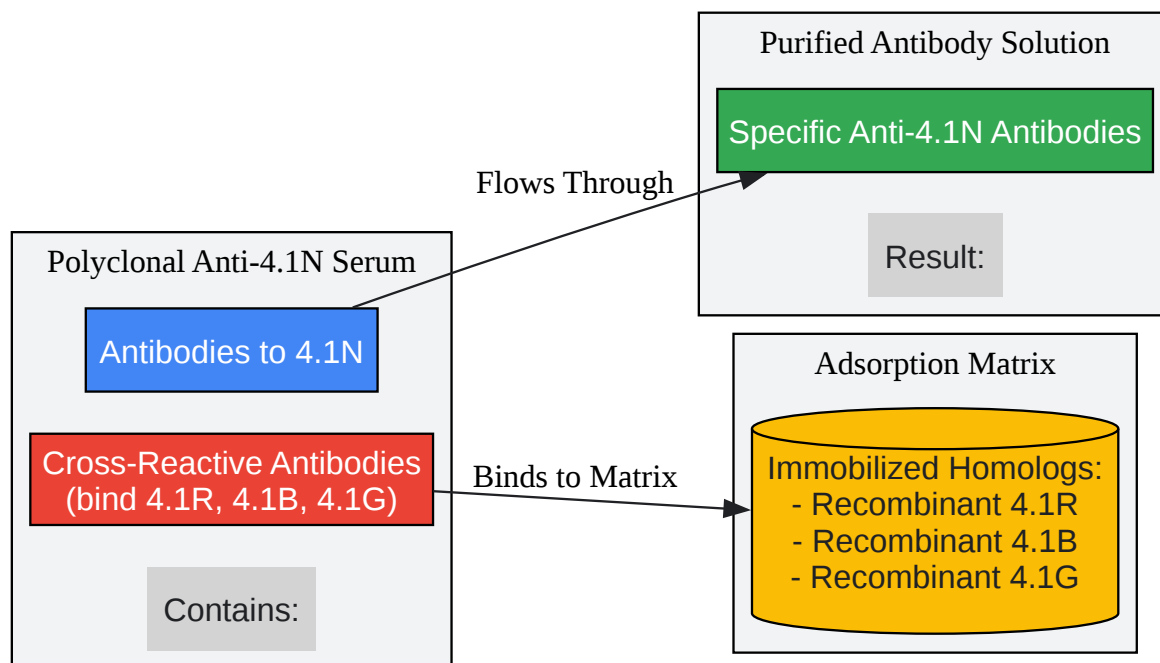 Purified Antibody Solution
Specific Anti-4.1N Antibodies
Flows Through
Result:
Polyclonal Anti-4.1N Serum
Antibodies to 4.1N
Cross-Reactive Antibodies
(bind 4.1R, 4.1B, 4.1G)
Contains:
Binds to Matrix
Adsorption Matrix
Immobilized Homologs:
- Recombinant 4.1R
- Recombinant 4.1B
- Recombinant 4.1G